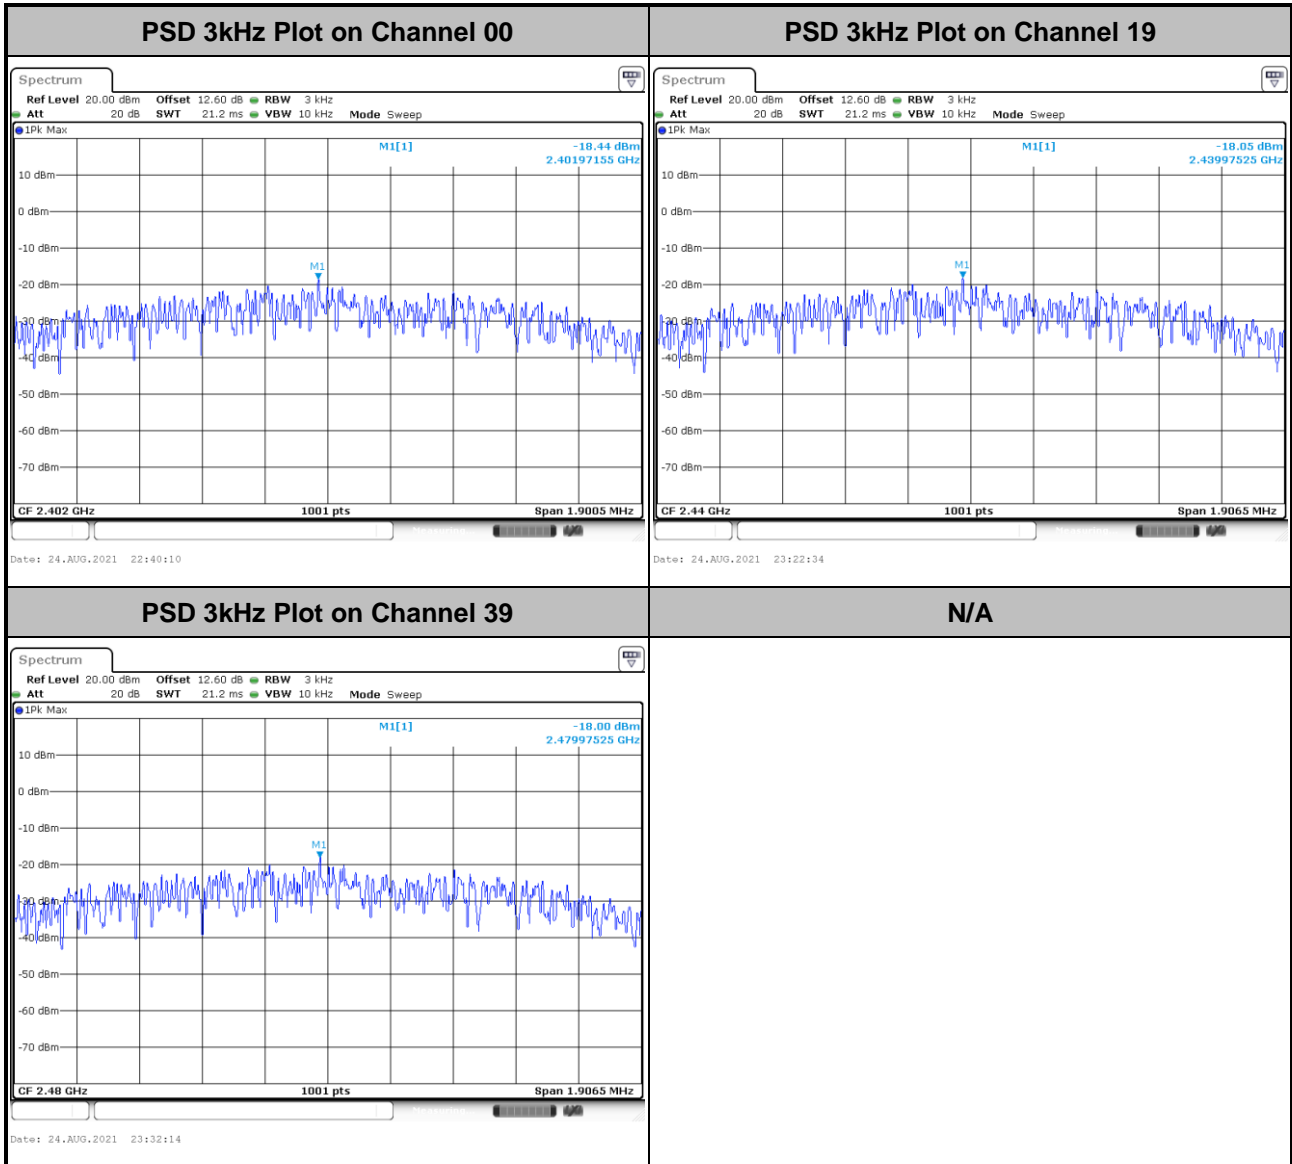 PSD 3kHz Plot on Channel 00
PSD 3kHz Plot on Channel 19
Spectrum
Ref Level 20.00 dBm Offset 12.60 dB RBW 3 kHz
Att 20 dB SWT 21.2 ms VBW 10 kHz Mode Sweep
1Pk Max
M1[1] -18.44 dBm
2.40197155 GHz
10 dBm
0 dBm
-10 dBm
M1
-20 dBm
-30 dBm
-40 dBm
-50 dBm
-60 dBm
-70 dBm
CF 2.402 GHz 1001 pts Span 1.9005 MHz
Measuring
Date: 24.AUG.2021 22:40:10
Spectrum
Ref Level 20.00 dBm Offset 12.60 dB RBW 3 kHz
Att 20 dB SWT 21.2 ms VBW 10 kHz Mode Sweep
1Pk Max
M1[1] -18.05 dBm
2.43997525 GHz
10 dBm
0 dBm
-10 dBm
M1
-20 dBm
-30 dBm
-40 dBm
-50 dBm
-60 dBm
-70 dBm
CF 2.44 GHz 1001 pts Span 1.9065 MHz
Measuring
Date: 24.AUG.2021 23:22:34
PSD 3kHz Plot on Channel 39
N/A
Spectrum
Ref Level 20.00 dBm Offset 12.60 dB RBW 3 kHz
Att 20 dB SWT 21.2 ms VBW 10 kHz Mode Sweep
1Pk Max
M1[1] -18.00 dBm
2.47997525 GHz
10 dBm
0 dBm
-10 dBm
M1
-20 dBm
-30 dBm
-40 dBm
-50 dBm
-60 dBm
-70 dBm
CF 2.48 GHz 1001 pts Span 1.9065 MHz
Measuring
Date: 24.AUG.2021 23:32:14